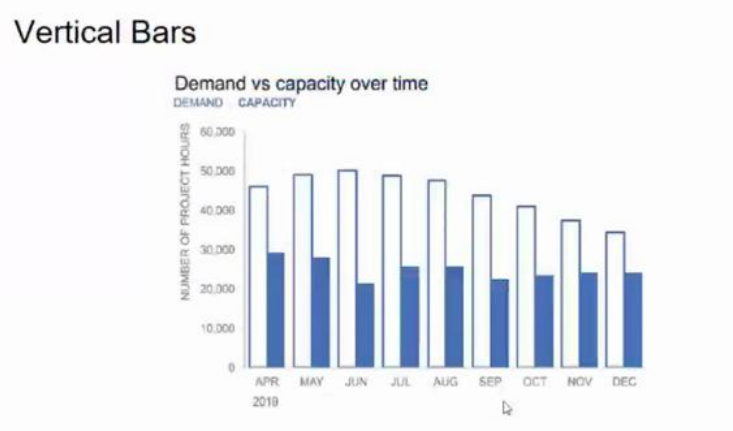 Vertical Bars
Demand vs capacity over time
DEMAND CAPACITY
NUMBER OF PROJECT HOURS
60,000
50,000
40,000
30,000
20,000
10,000
0
APR MAY JUN JUL AUG SEP OCT NOV DEC
2019